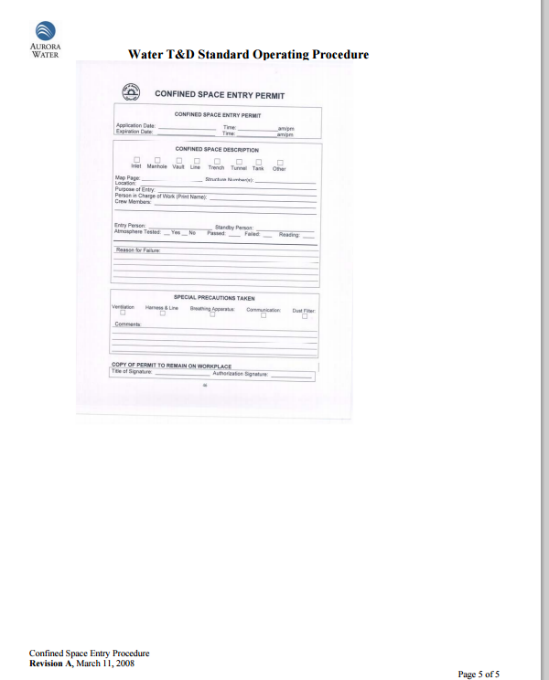 AURORA
WATER
Water T&D Standard Operating Procedure
CONFINED SPACE ENTRY PERMIT
CONFINED SPACE ENTRY PERMIT
Application Date: Time: am/pm
Expiration Date: Time: am/pm
CONFINED SPACE DESCRIPTION
Inlet Manhole Vault Line Trench Tunnel Tank Other
Map Page: Structure Number(s):
Location:
Purpose of Entry:
Person in Charge of Work (Print Name):
Crew Members:
Entry Person: Standby Person:
Atmosphere Tested: Yes No Passed: Failed: Reading:
Reason for Failure:
SPECIAL PRECAUTIONS TAKEN
Ventilation Harness & Line Breathing Apparatus Communication Dust Filter
Comments:
COPY OF PERMIT TO REMAIN ON WORKPLACE
Title of Signature: Authorization Signature:
Confined Space Entry Procedure
Revision A, March 11, 2008
Page 5 of 5